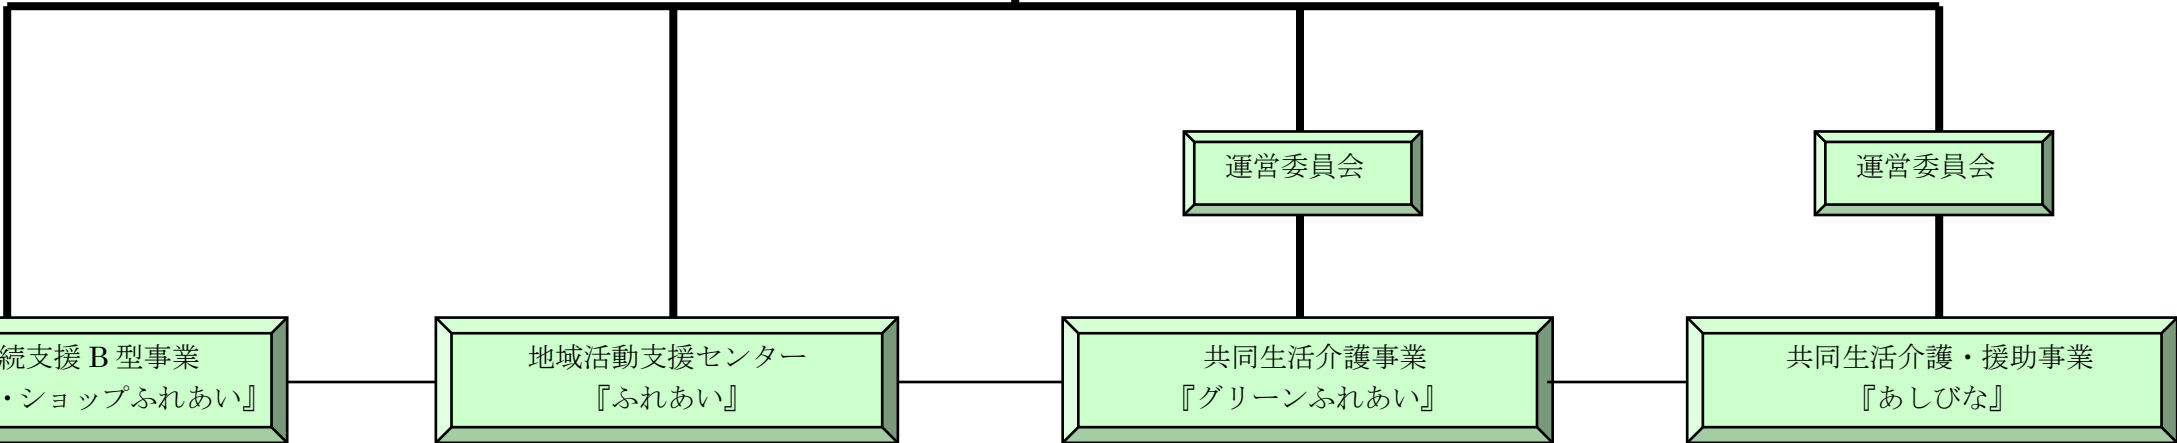 運営委員会
運営委員会
続支援 B 型事業
・ショップふれあい』
地域活動支援センター
『ふれあい』
共同生活介護事業
『グリーンふれあい』
共同生活介護・援助事業
『あしびな』